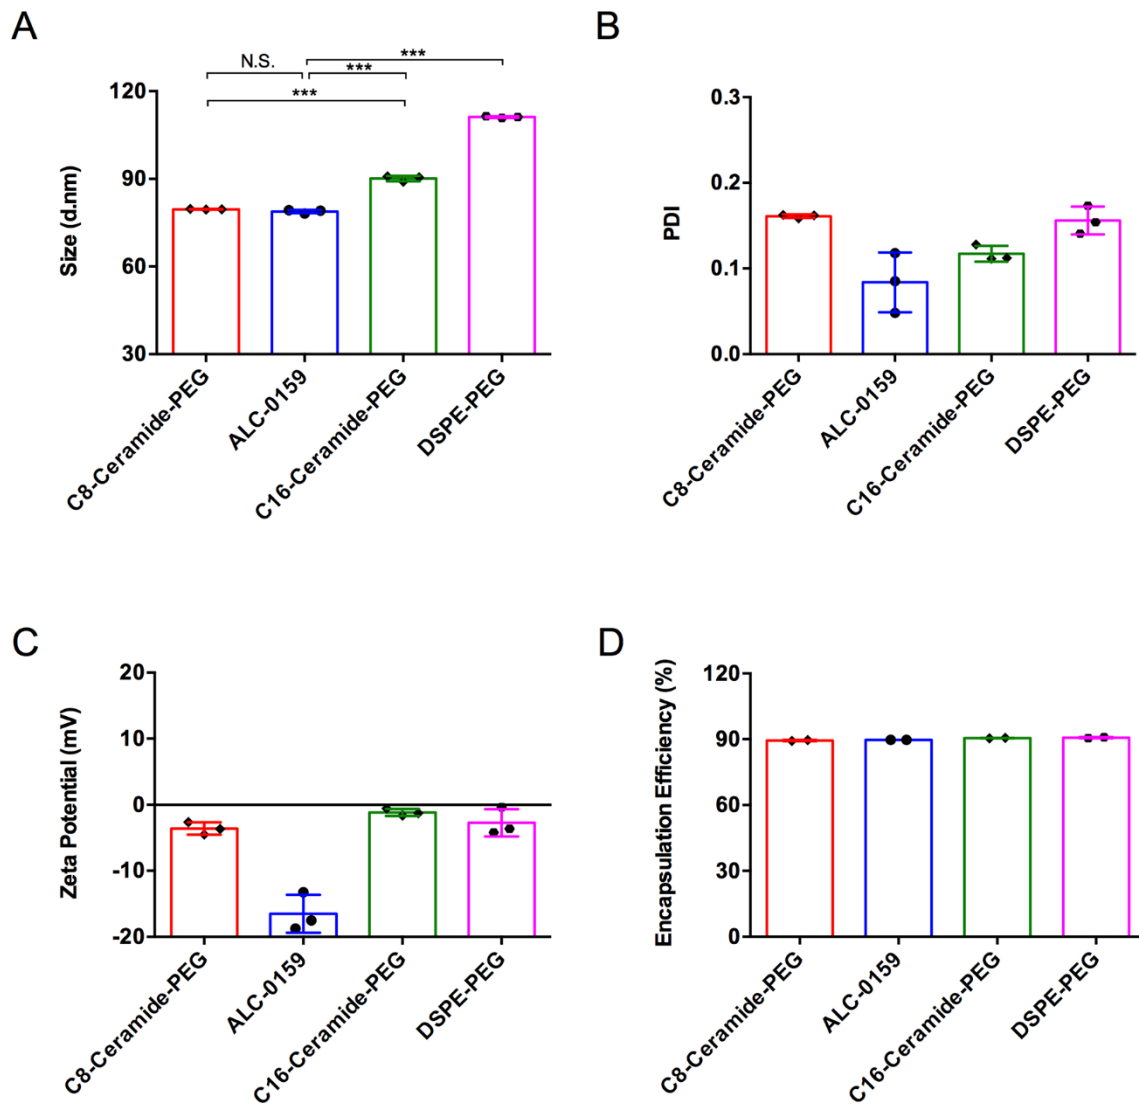 A
N.S.
***
***
***
Size (d.nm)
120
90
60
30
C8-Ceramide-PEG
ALC-0159
C16-Ceramide-PEG
DSPE-PEG
B
PDI
0.3
0.2
0.1
0.0
C8-Ceramide-PEG
ALC-0159
C16-Ceramide-PEG
DSPE-PEG
C
Zeta Potential (mV)
20
10
0
-10
-20
C8-Ceramide-PEG
ALC-0159
C16-Ceramide-PEG
DSPE-PEG
D
Encapsulation Efficiency (%)
120
90
60
30
0
C8-Ceramide-PEG
ALC-0159
C16-Ceramide-PEG
DSPE-PEG